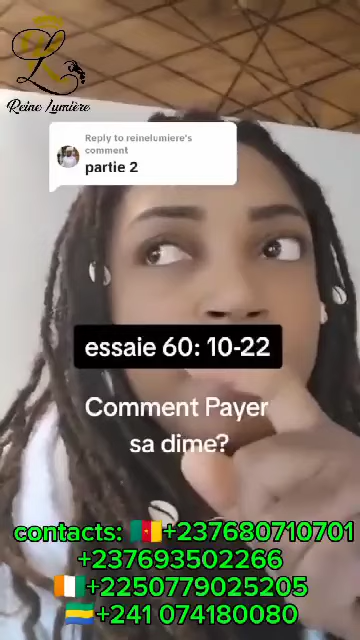 Reine Lumière
Reply to reinelumiere's
comment
partie 2
essaie 60: 10-22
Comment Payer
sa dime?
contacts: 🇨🇲+237680710701
+237693502266
🇨🇮+2250779025205
🇬🇦+241 074180080